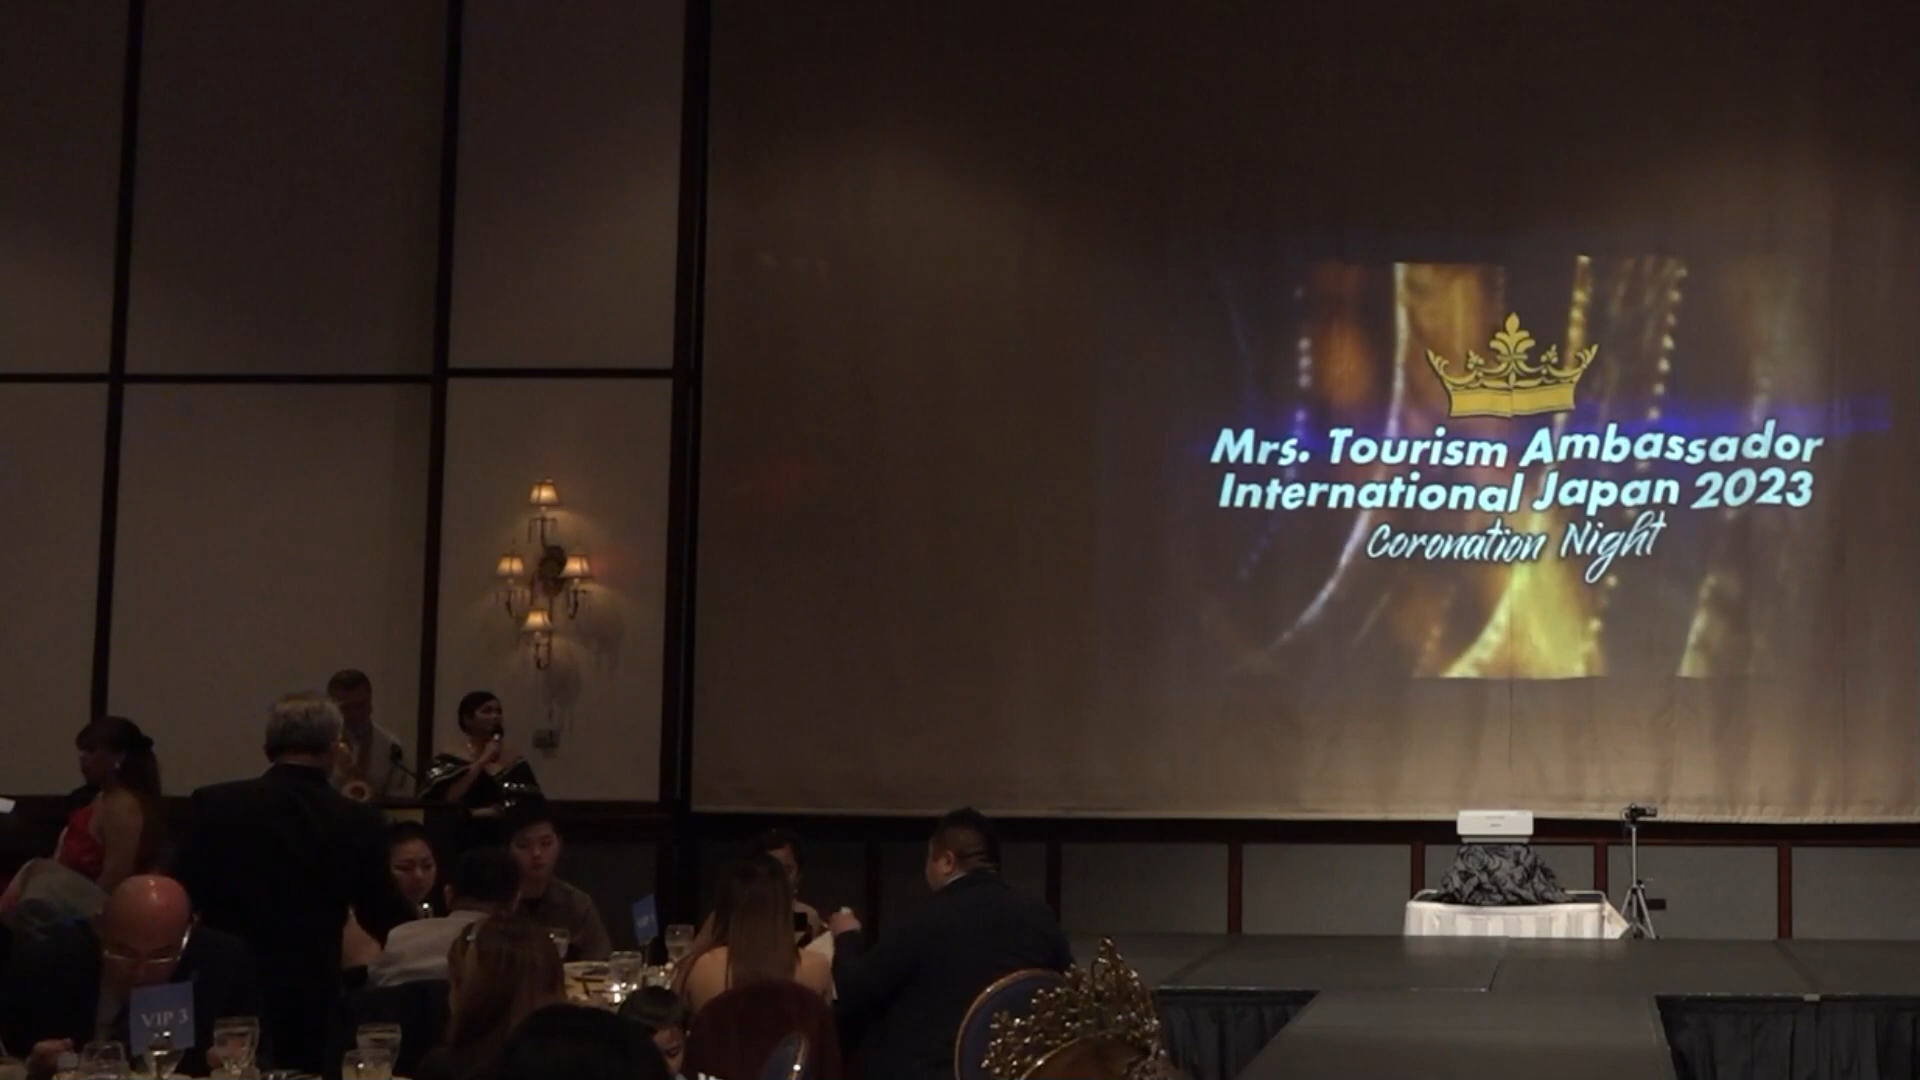 Mrs. Tourism Ambassador
International Japan 2023
Coronation Night
VIP 3